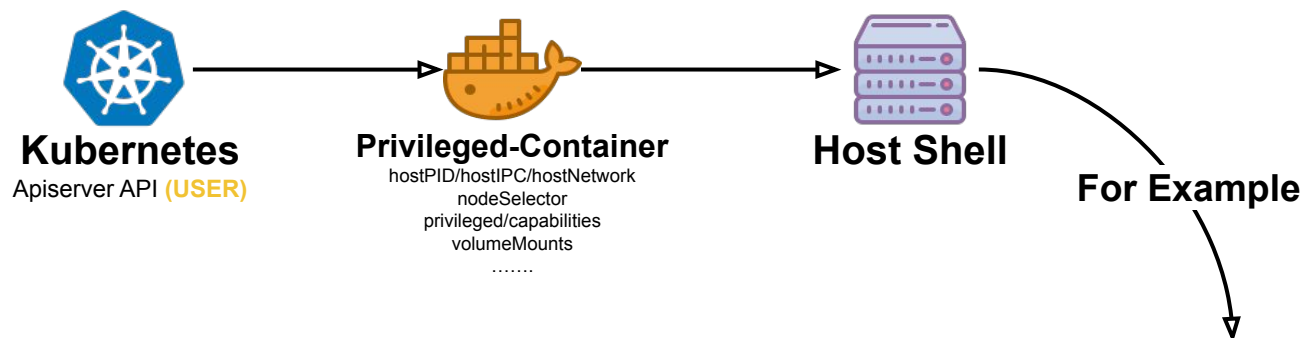 Kubernetes
Apiserver API (USER)
Privileged-Container
hostPID/hostIPC/hostNetwork
nodeSelector
privileged/capabilities
volumeMounts
.......
Host Shell
For Example